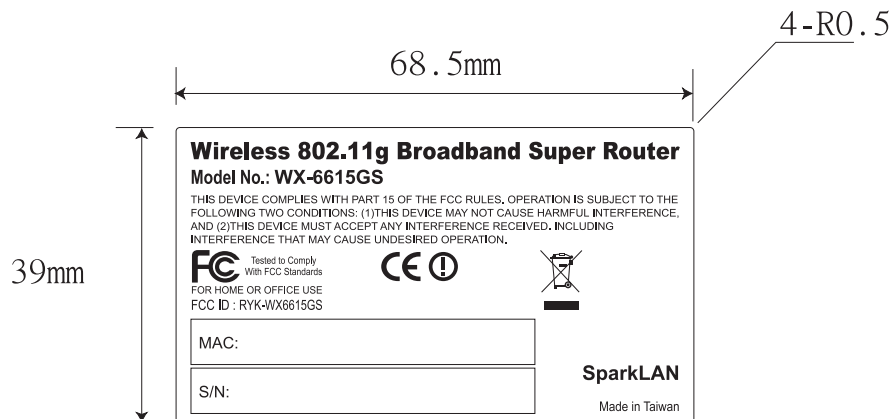 4-R0.5
68.5mm
39mm
Wireless 802.11g Broadband Super Router
Model No.: WX-6615GS
THIS DEVICE COMPLIES WITH PART 15 OF THE FCC RULES. OPERATION IS SUBJECT TO THE
FOLLOWING TWO CONDITIONS: (1)THIS DEVICE MAY NOT CAUSE HARMFUL INTERFERENCE,
AND (2)THIS DEVICE MUST ACCEPT ANY INTERFERENCE RECEIVED. INCLUDING
INTERFERENCE THAT MAY CAUSE UNDESIRED OPERATION.
FC Tested to Comply
With FCC Standards
CE
FOR HOME OR OFFICE USE
FCC ID : RYK-WX6615GS
MAC:
S/N:
SparkLAN
Made in Taiwan